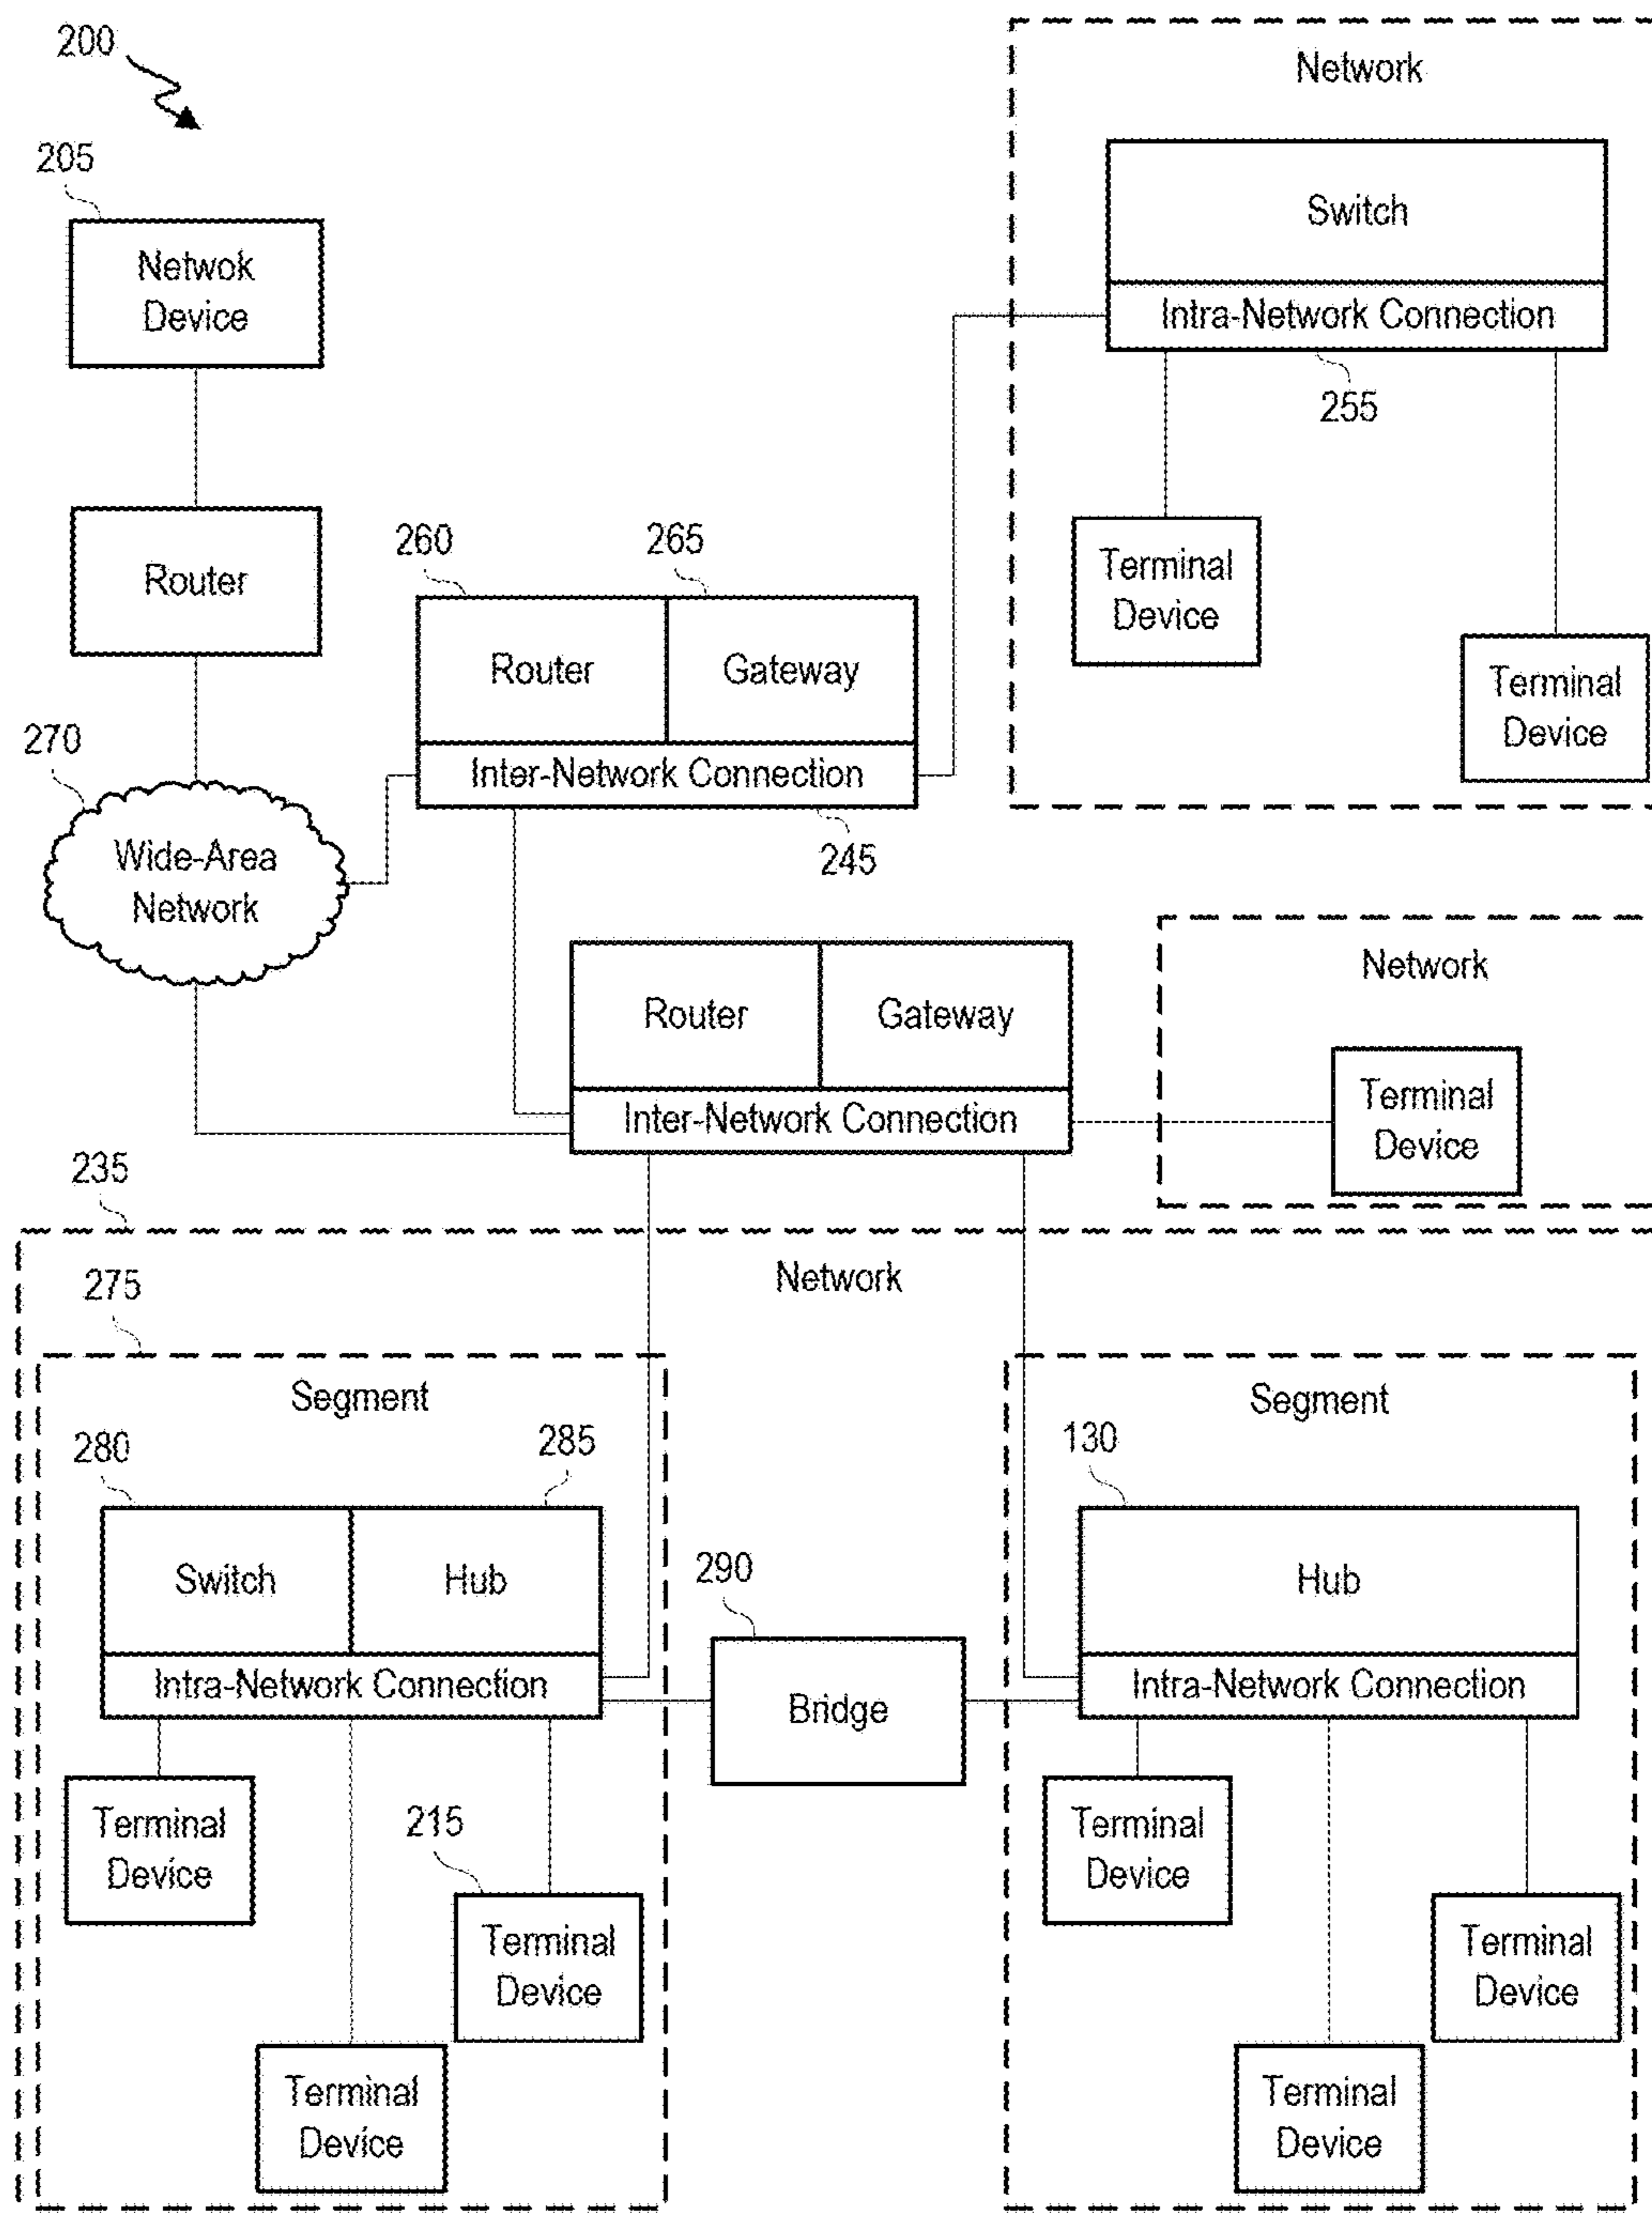 200
Network
205
Switch
Netwok
Device
Intra-Network Connection
255
Router
260
265
Terminal
Device
Router
Gateway
Terminal
Device
270
Inter-Network Connection
245
Wide-Area
Network
Network
Router
Gateway
Terminal
Device
Inter-Network Connection
235
Network
275
Segment
Segment
280
285
130
Switch
Hub
290
Hub
Intra-Network Connection
Bridge
Intra-Network Connection
Terminal
Device
215
Terminal
Device
Terminal
Device
Terminal
Device
Terminal
Device
Terminal
Device